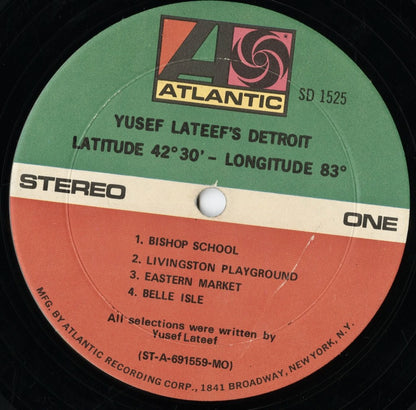 ATLANTIC
SD 1525
YUSEF LATEEF'S DETROIT
LATITUDE 42° 30' - LONGITUDE 83°
STEREO
ONE
1. BISHOP SCHOOL
2. LIVINGSTON PLAYGROUND
3. EASTERN MARKET
4. BELLE ISLE
All selections were written by
Yusef Lateef
(ST-A-691559-MO)
MFG. BY ATLANTIC RECORDING CORP., 1841 BROADWAY, NEW YORK, N.Y.